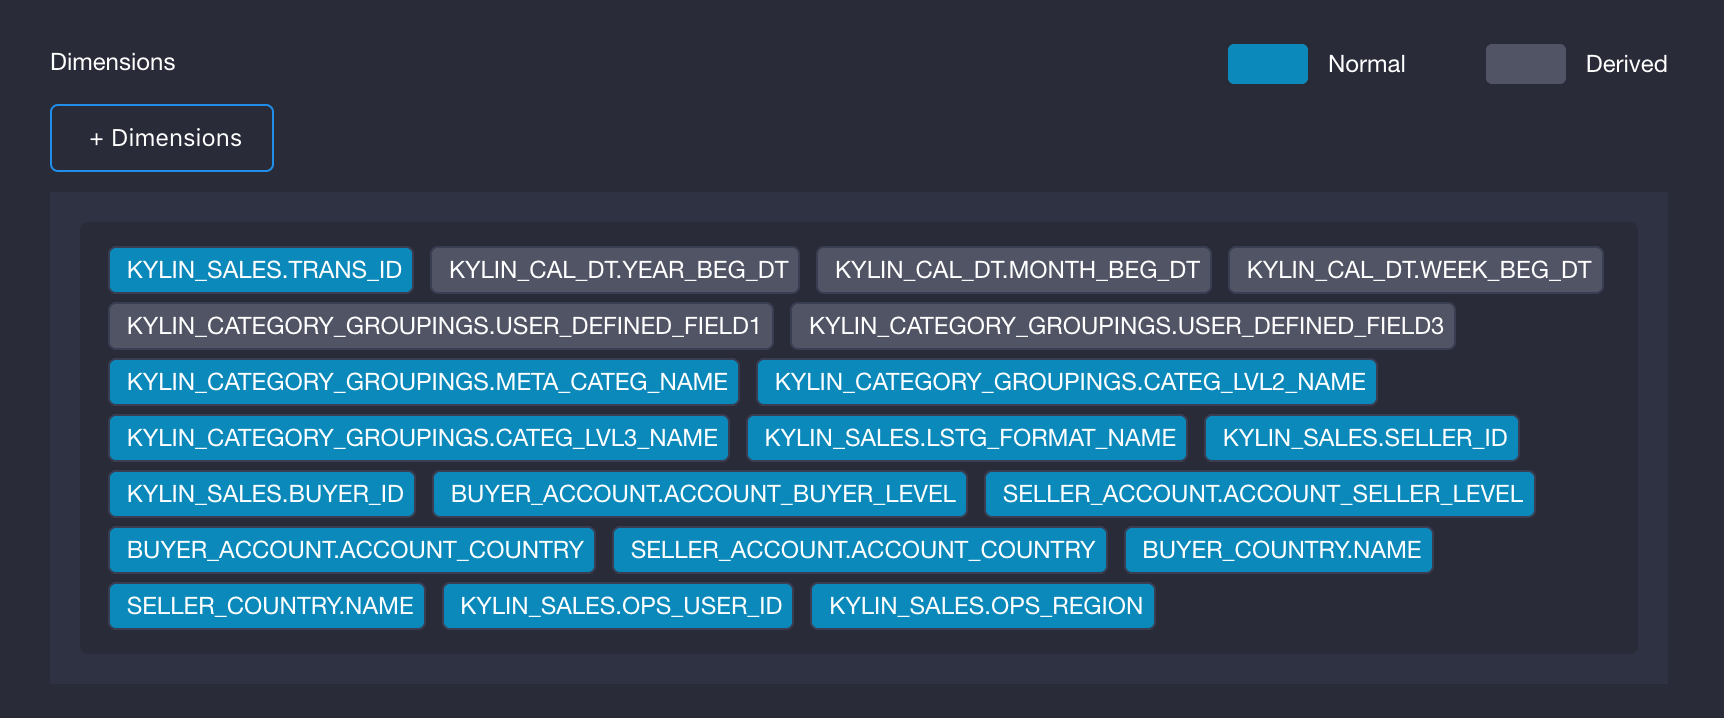 Dimensions
Normal
Derived
+ Dimensions
KYLIN_SALES.TRANS_ID KYLIN_CAL_DT.YEAR_BEG_DT KYLIN_CAL_DT.MONTH_BEG_DT KYLIN_CAL_DT.WEEK_BEG_DT
KYLIN_CATEGORY_GROUPINGS.USER_DEFINED_FIELD1 KYLIN_CATEGORY_GROUPINGS.USER_DEFINED_FIELD3
KYLIN_CATEGORY_GROUPINGS.META_CATEG_NAME KYLIN_CATEGORY_GROUPINGS.CATEG_LVL2_NAME
KYLIN_CATEGORY_GROUPINGS.CATEG_LVL3_NAME KYLIN_SALES.LSTG_FORMAT_NAME KYLIN_SALES.SELLER_ID
KYLIN_SALES.BUYER_ID BUYER_ACCOUNT.ACCOUNT_BUYER_LEVEL SELLER_ACCOUNT.ACCOUNT_SELLER_LEVEL
BUYER_ACCOUNT.ACCOUNT_COUNTRY SELLER_ACCOUNT.ACCOUNT_COUNTRY BUYER_COUNTRY.NAME
SELLER_COUNTRY.NAME KYLIN_SALES.OPS_USER_ID KYLIN_SALES.OPS_REGION